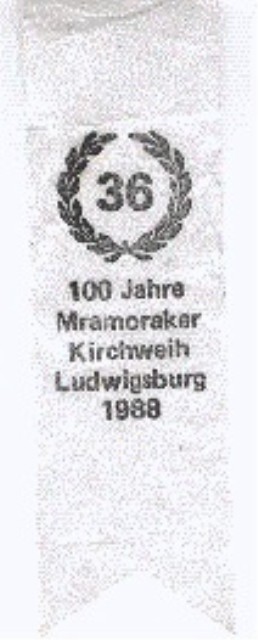 36
100 Jahre
Mramoraker
Kirchweih
Ludwigsburg
1988